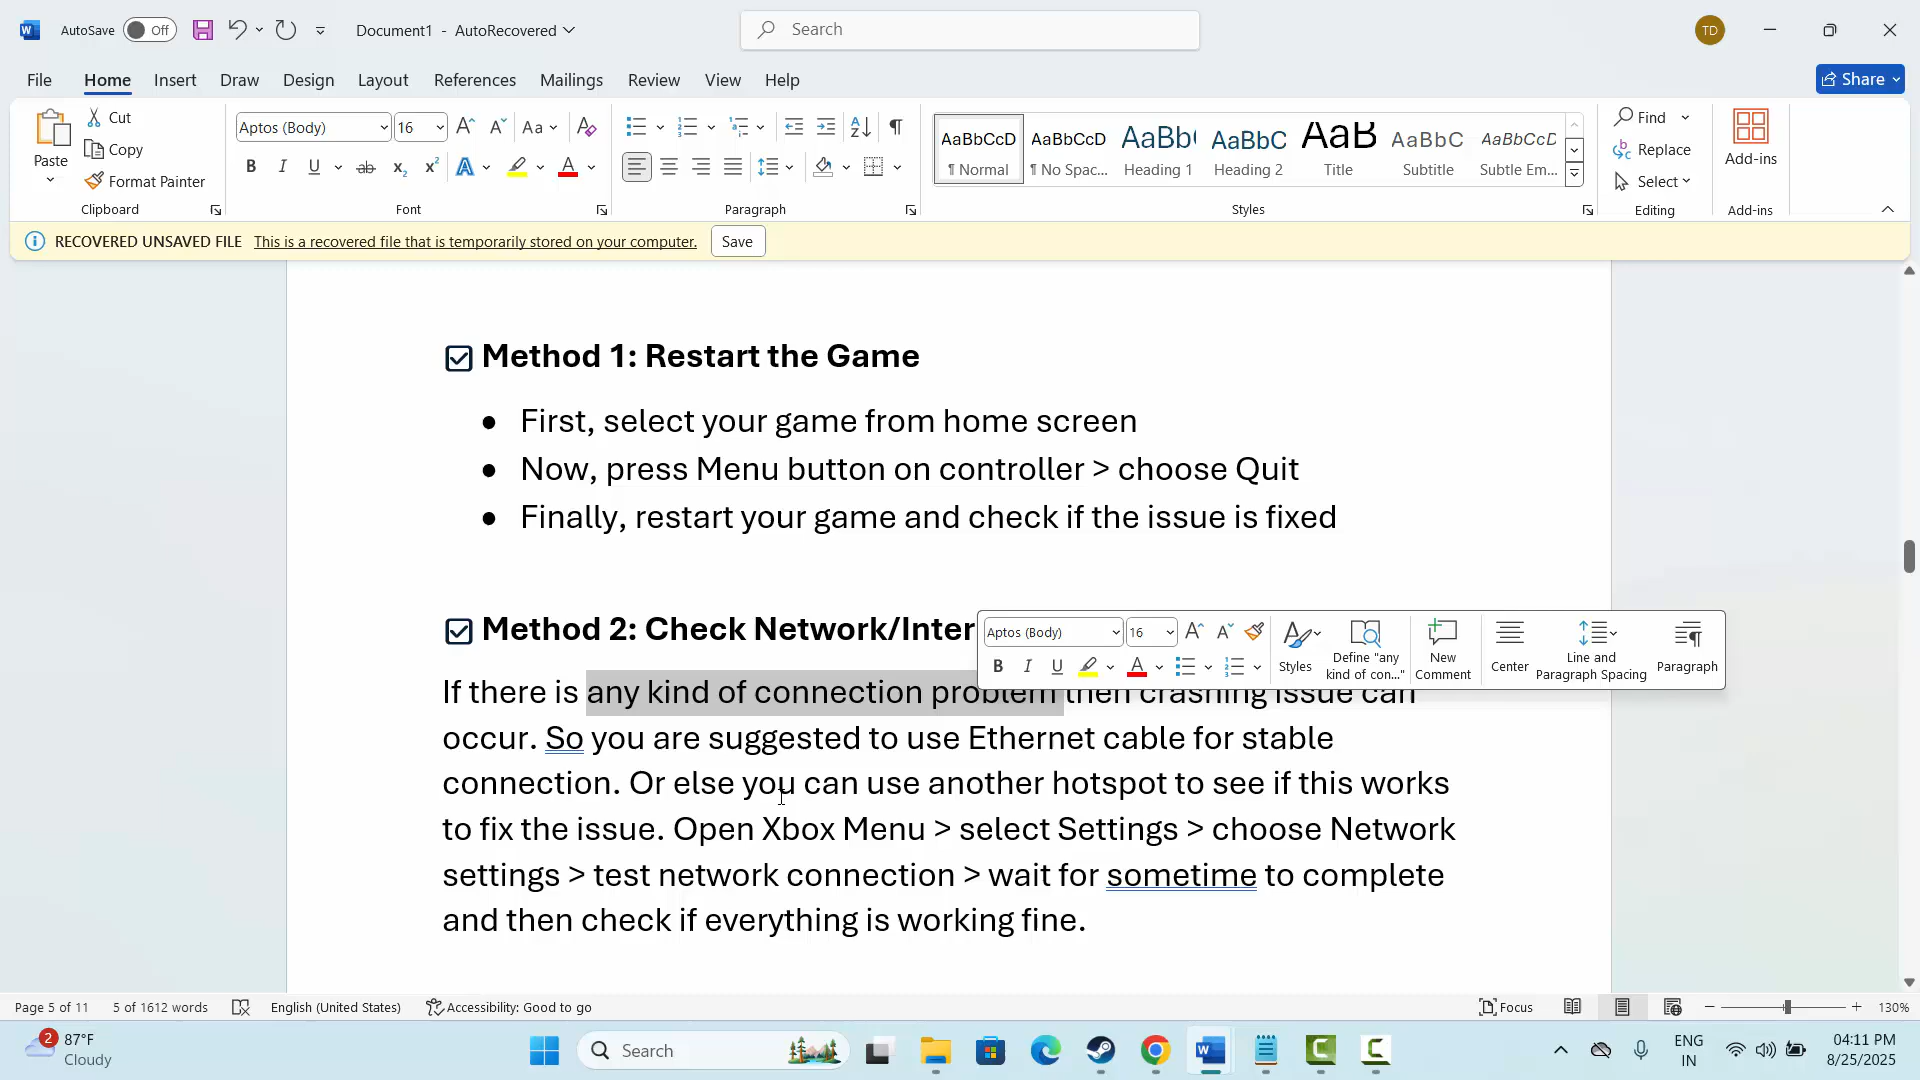 AutoSave Off Document1 - AutoRecovered Search TD
File Home Insert Draw Design Layout References Mailings Review View Help Share
Paste Cut Copy Format Painter Clipboard
Aptos (Body) 16 Aa Font
Paragraph
AaBbCcD ¶ Normal
AaBbCcD ¶ No Spac...
AaBb( Heading 1
AaBbC Heading 2
AaB Title
AaBbC Subtitle
AaBbCcD Subtle Em...
Styles
Find Replace Select Editing
Add-ins Add-ins
RECOVERED UNSAVED FILE This is a recovered file that is temporarily stored on your computer. Save
Method 1: Restart the Game
• First, select your game from home screen
• Now, press Menu button on controller > choose Quit
• Finally, restart your game and check if the issue is fixed
Method 2: Check Network/Inter
Aptos (Body) 16
B I U
Styles
Define "any kind of con..."
New Comment
Center
Line and Paragraph Spacing
Paragraph
If there is any kind of connection problem then crashing issue can
occur. So you are suggested to use Ethernet cable for stable
connection. Or else you can use another hotspot to see if this works
to fix the issue. Open Xbox Menu > select Settings > choose Network
settings > test network connection > wait for sometime to complete
and then check if everything is working fine.
Page 5 of 11 5 of 1612 words English (United States) Accessibility: Good to go Focus 130%
2 87°F Cloudy
Search
ENG IN
04:11 PM
8/25/2025